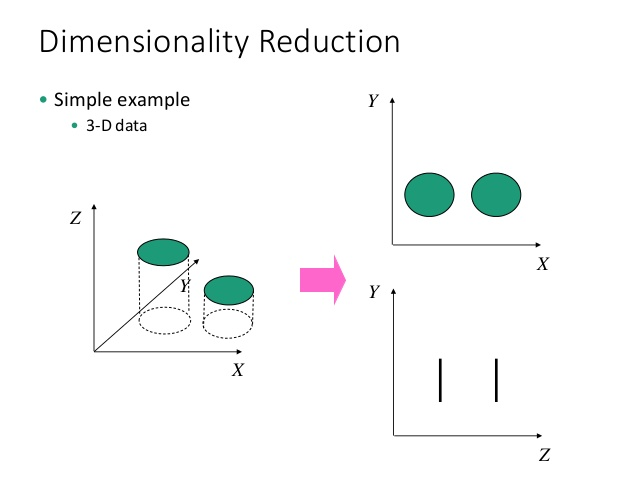 Dimensionality Reduction
• Simple example
• 3-D data
Z
Y
X
Y
X
Y
Z